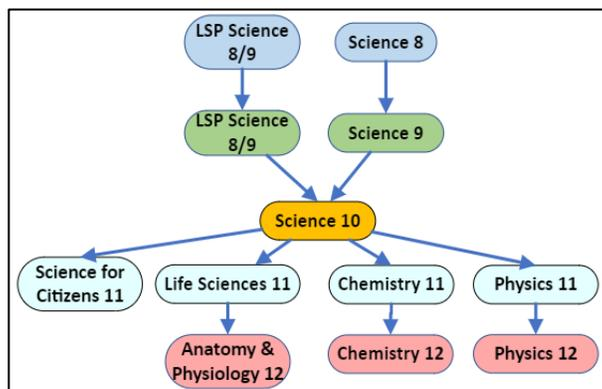 LSP Science
8/9
Science 8
LSP Science
8/9
Science 9
Science 10
Science for
Citizens 11
Life Sciences 11
Chemistry 11
Physics 11
Anatomy &
Physiology 12
Chemistry 12
Physics 12